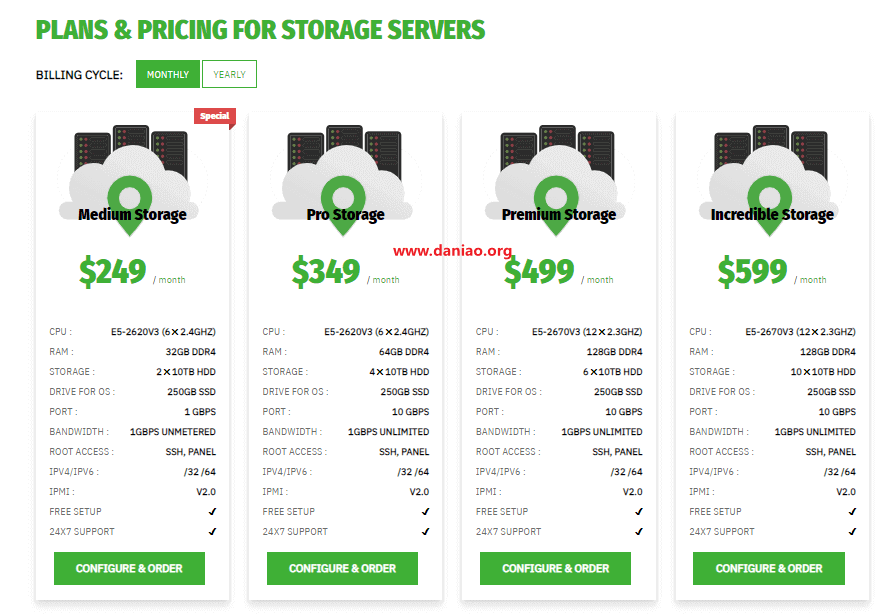 PLANS & PRICING FOR STORAGE SERVERS
BILLING CYCLE: MONTHLY YEARLY
Special
Medium Storage
$249 / month
CPU : E5-2620V3 (6✕2.4GHZ)
RAM : 32GB DDR4
STORAGE : 2✕10TB HDD
DRIVE FOR OS : 250GB SSD
PORT : 1 GBPS
BANDWIDTH : 1GBPS UNMETERED
ROOT ACCESS : SSH, PANEL
IPV4/IPV6 : /32 /64
IPMI : V2.0
FREE SETUP ✔
24X7 SUPPORT ✔
CONFIGURE & ORDER
Pro Storage
$349 / month
CPU : E5-2620V3 (6✕2.4GHZ)
RAM : 64GB DDR4
STORAGE : 4✕10TB HDD
DRIVE FOR OS : 250GB SSD
PORT : 10 GBPS
BANDWIDTH : 1GBPS UNLIMITED
ROOT ACCESS : SSH, PANEL
IPV4/IPV6 : /32 /64
IPMI : V2.0
FREE SETUP ✔
24X7 SUPPORT ✔
CONFIGURE & ORDER
www.daniao.org
Premium Storage
$499 / month
CPU : E5-2670V3 (12✕2.3GHZ)
RAM : 128GB DDR4
STORAGE : 6✕10TB HDD
DRIVE FOR OS : 250GB SSD
PORT : 10 GBPS
BANDWIDTH : 1GBPS UNLIMITED
ROOT ACCESS : SSH, PANEL
IPV4/IPV6 : /32 /64
IPMI : V2.0
FREE SETUP ✔
24X7 SUPPORT ✔
CONFIGURE & ORDER
Incredible Storage
$599 / month
CPU : E5-2670V3 (12✕2.3GHZ)
RAM : 128GB DDR4
STORAGE : 10✕10TB HDD
DRIVE FOR OS : 250GB SSD
PORT : 10 GBPS
BANDWIDTH : 1GBPS UNLIMITED
ROOT ACCESS : SSH, PANEL
IPV4/IPV6 : /32 /64
IPMI : V2.0
FREE SETUP ✔
24X7 SUPPORT ✔
CONFIGURE & ORDER